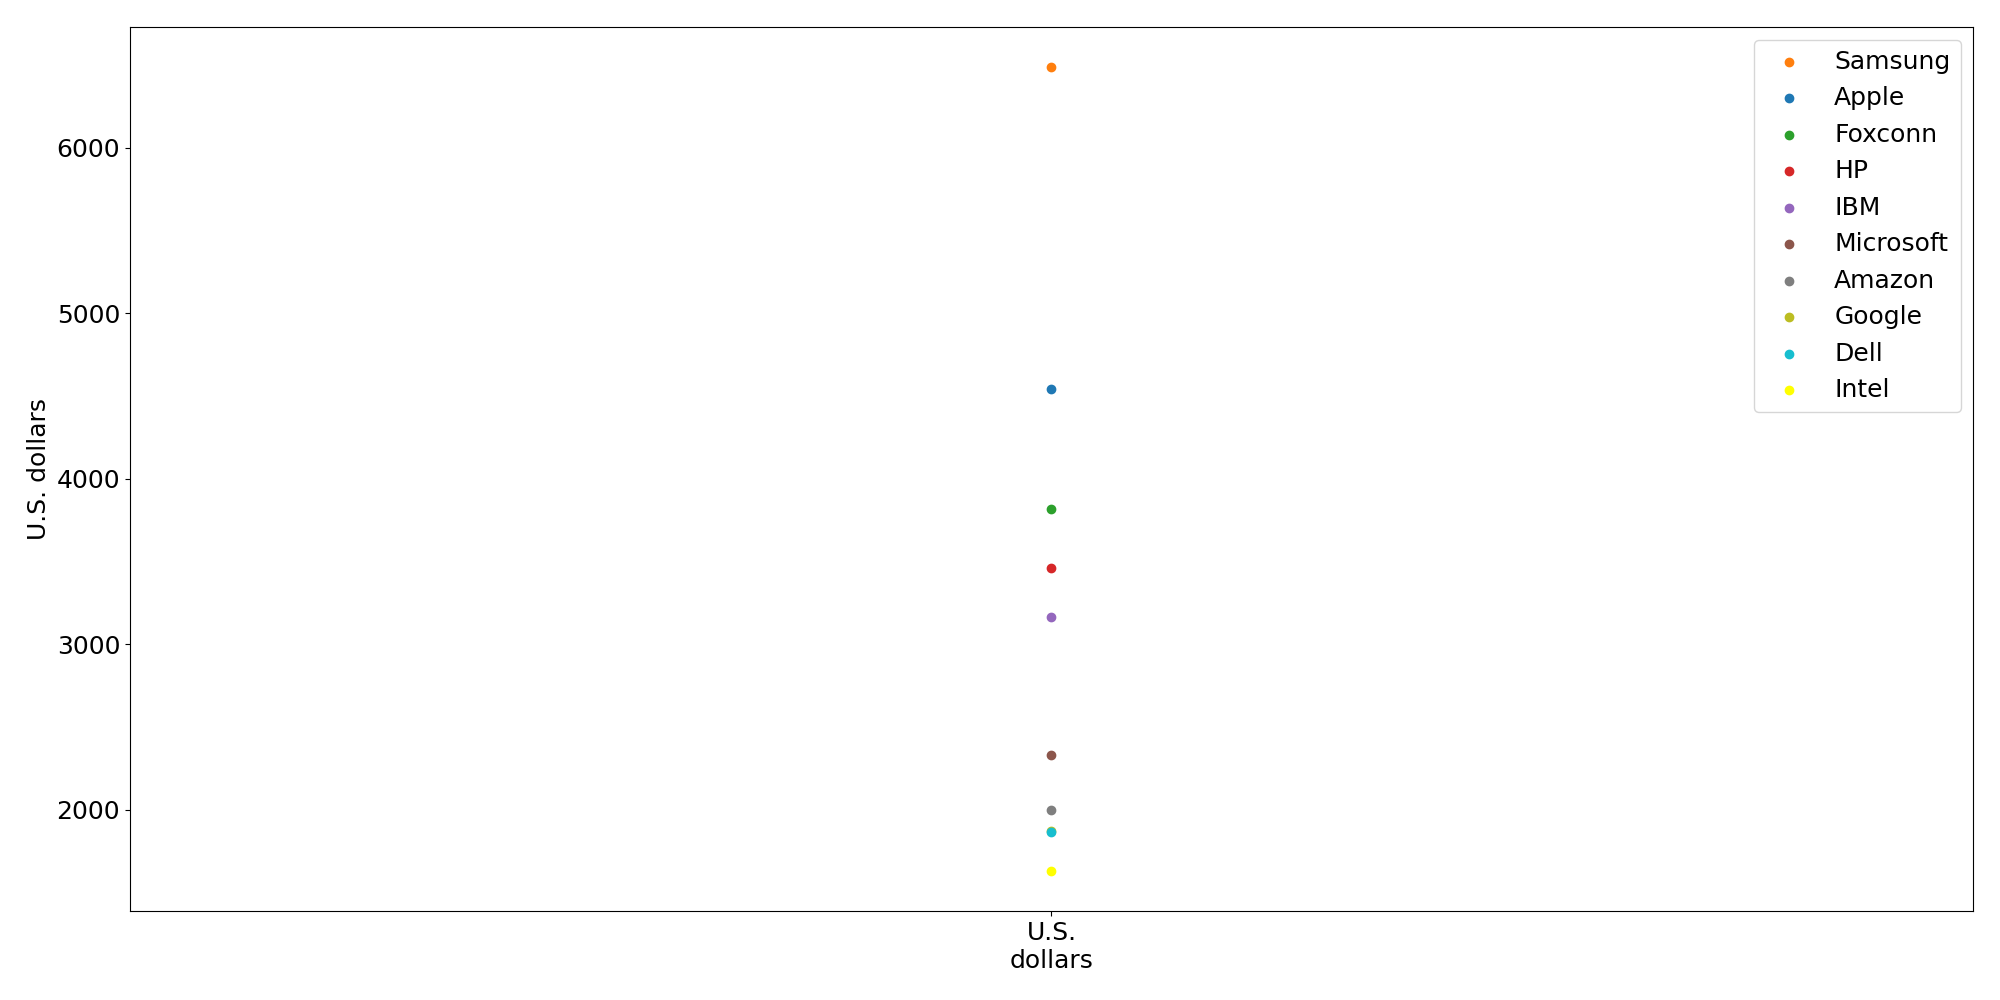 U.S. dollars
6000
5000
4000
3000
2000
U.S.
dollars
Samsung
Apple
Foxconn
HP
IBM
Microsoft
Amazon
Google
Dell
Intel